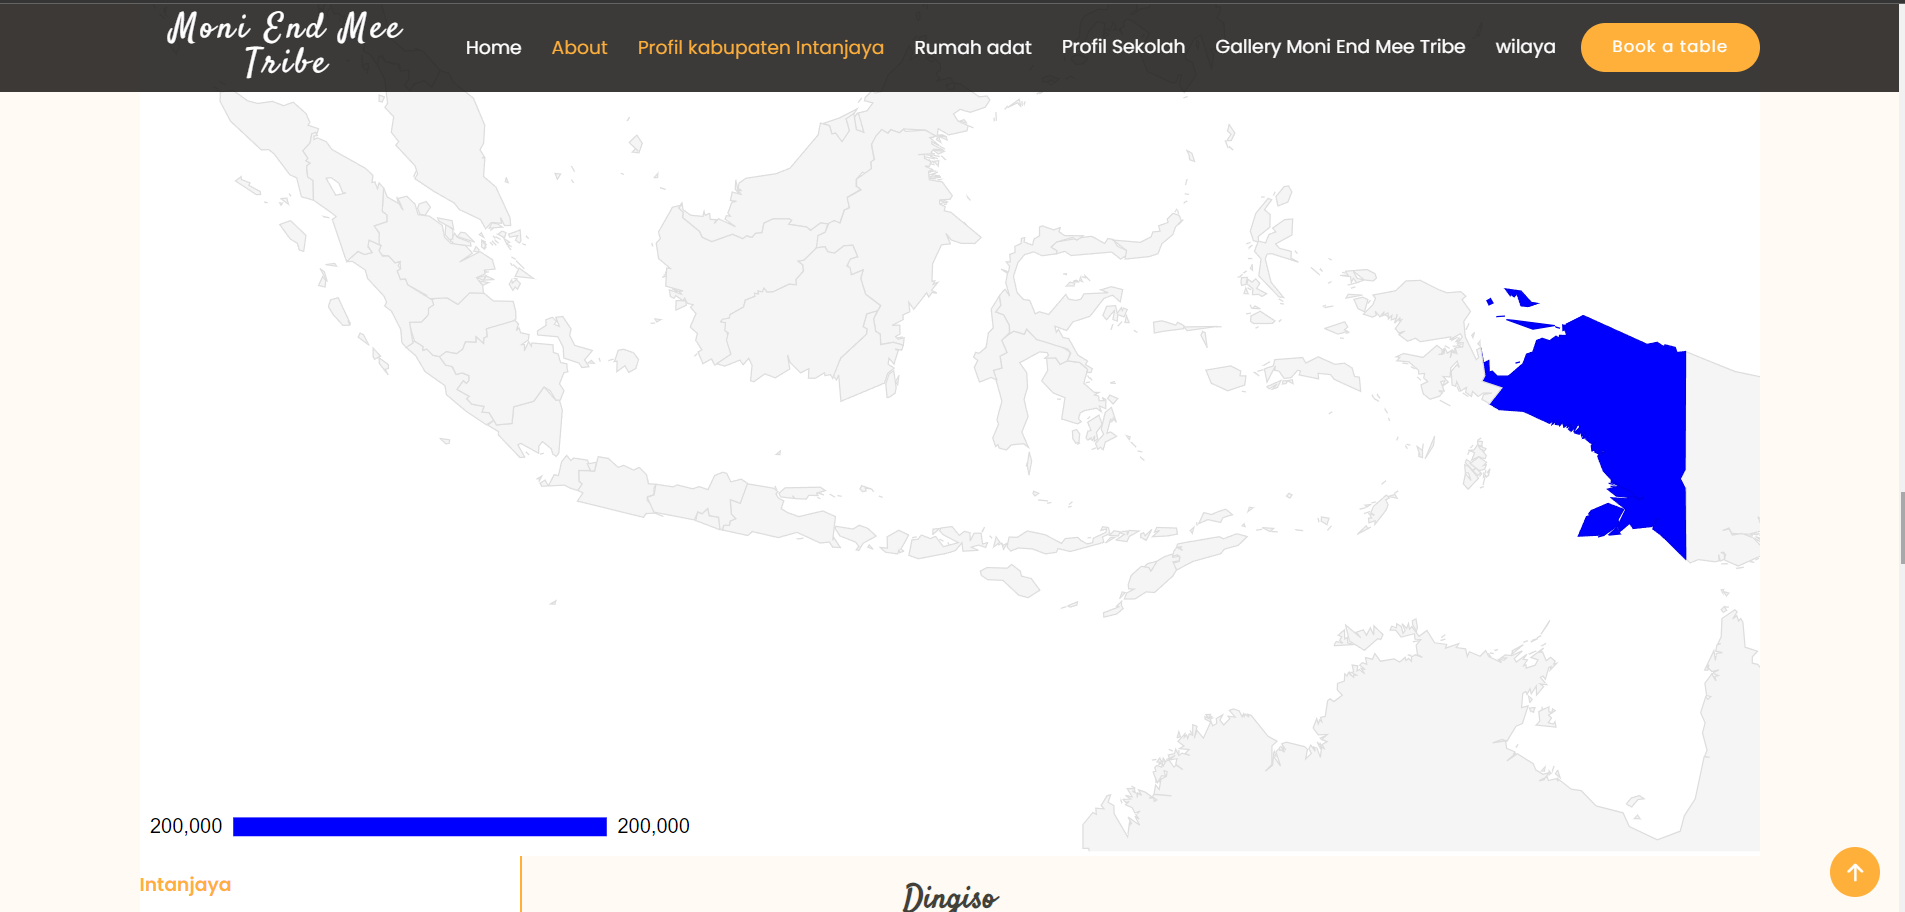 Moni End Mee
Tribe
Home About Profil kabupaten Intanjaya Rumah adat Profil Sekolah Gallery Moni End Mee Tribe wilaya Book a table
200,000 200,000
Intanjaya
Dingiso